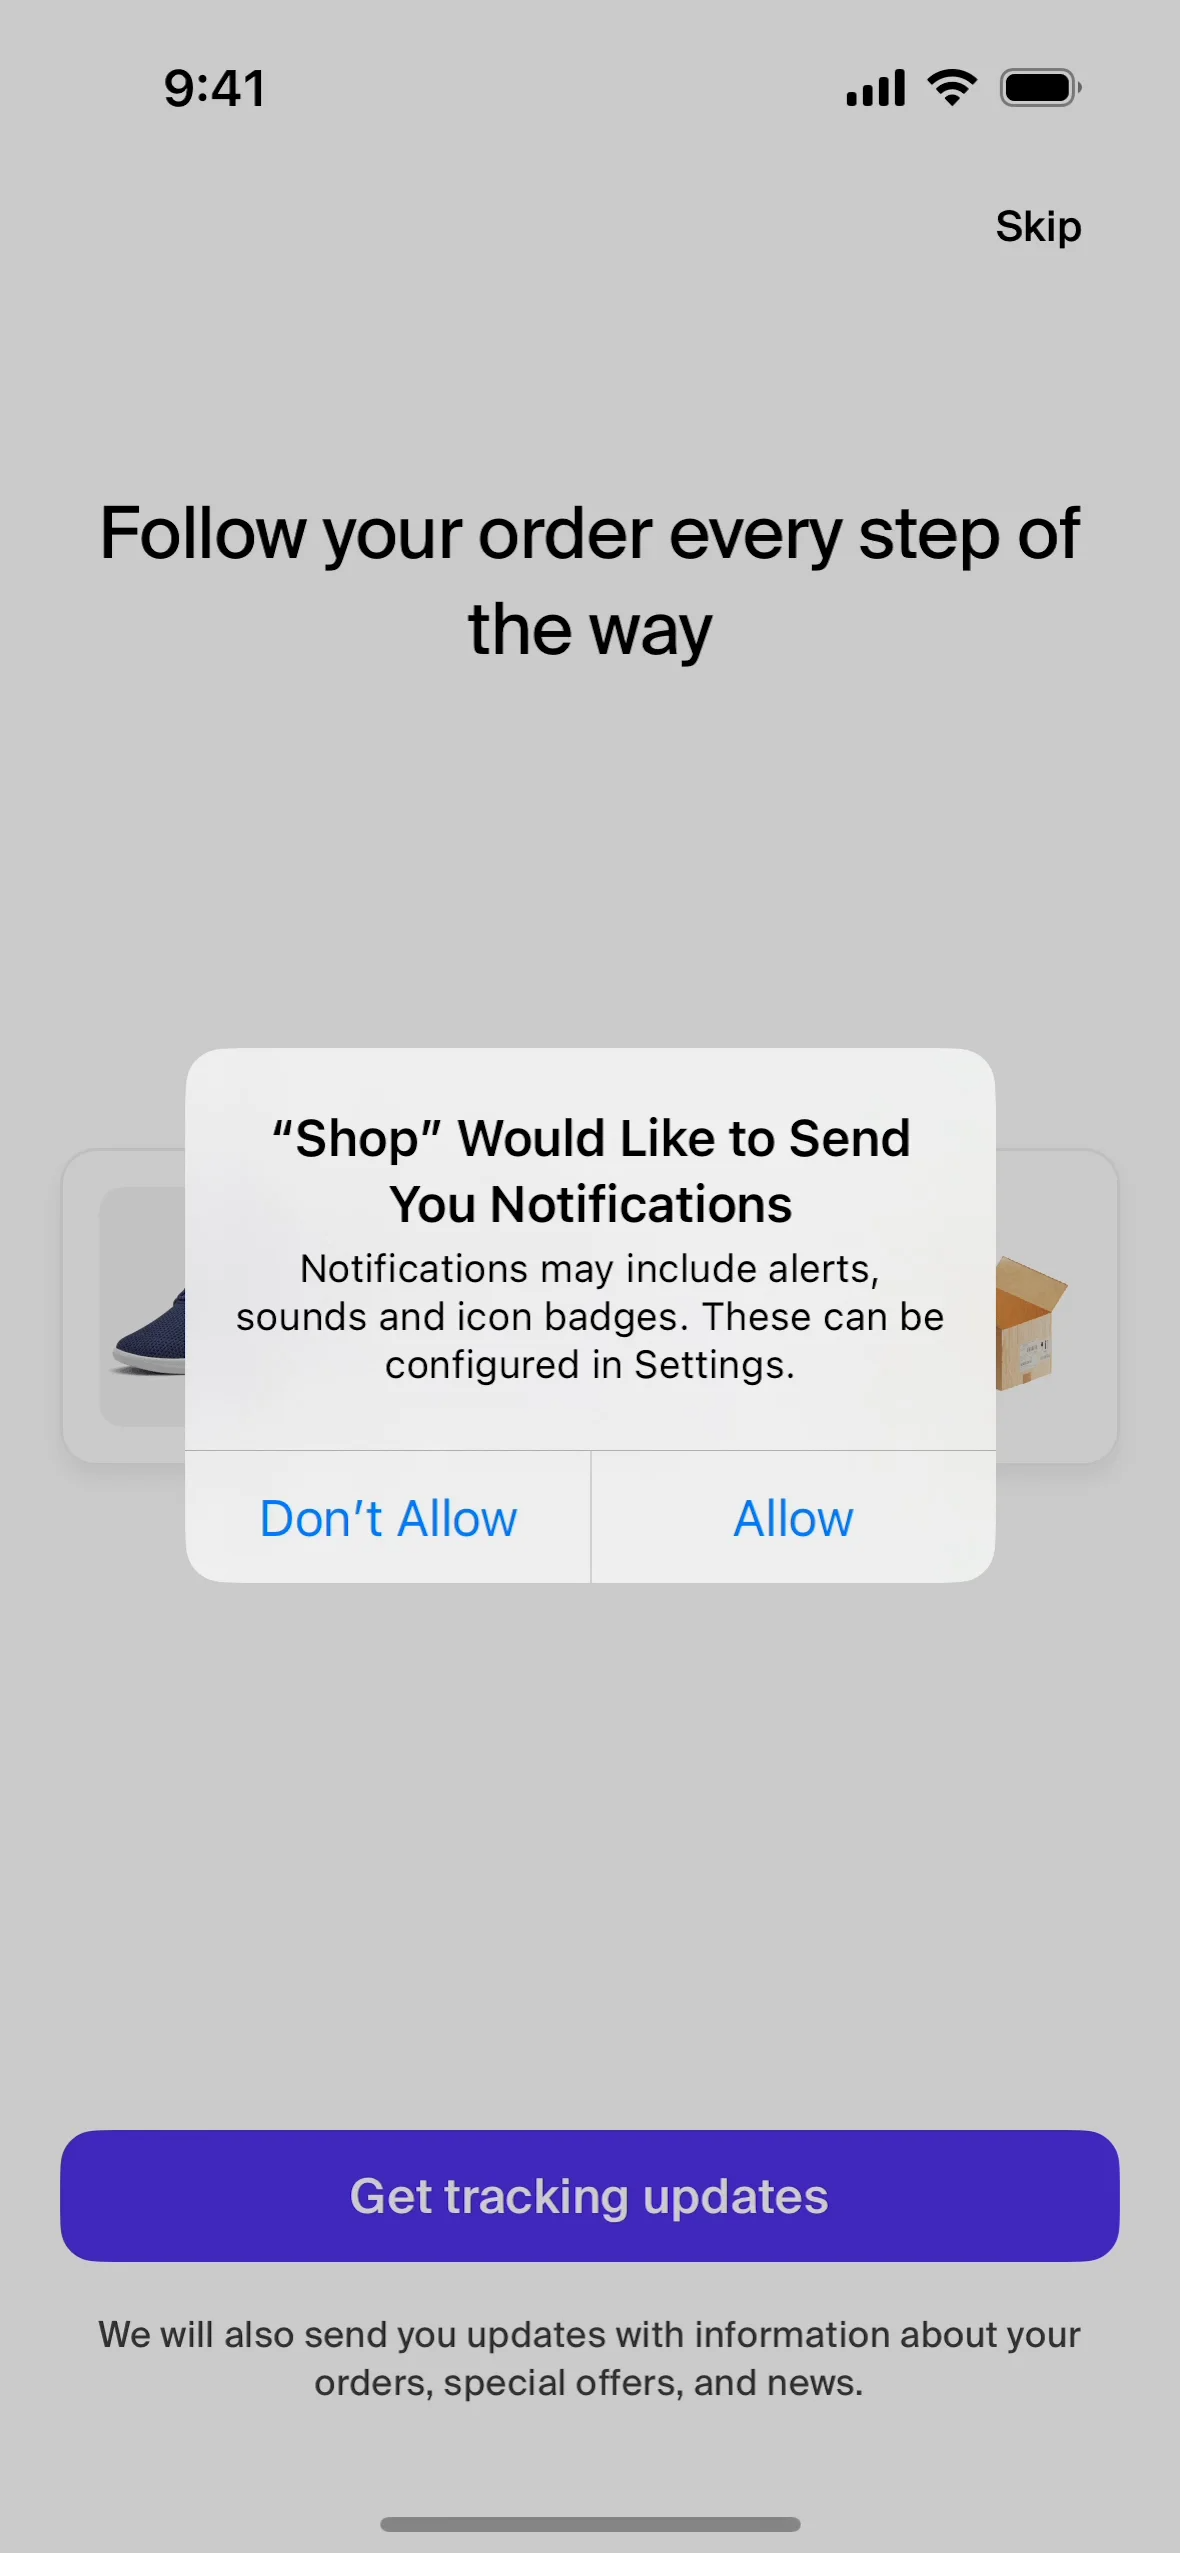 9:41
Skip
Follow your order every step of
the way
“Shop” Would Like to Send
You Notifications
Notifications may include alerts,
sounds and icon badges. These can be
configured in Settings.
Don’t Allow
Allow
Get tracking updates
We will also send you updates with information about your
orders, special offers, and news.